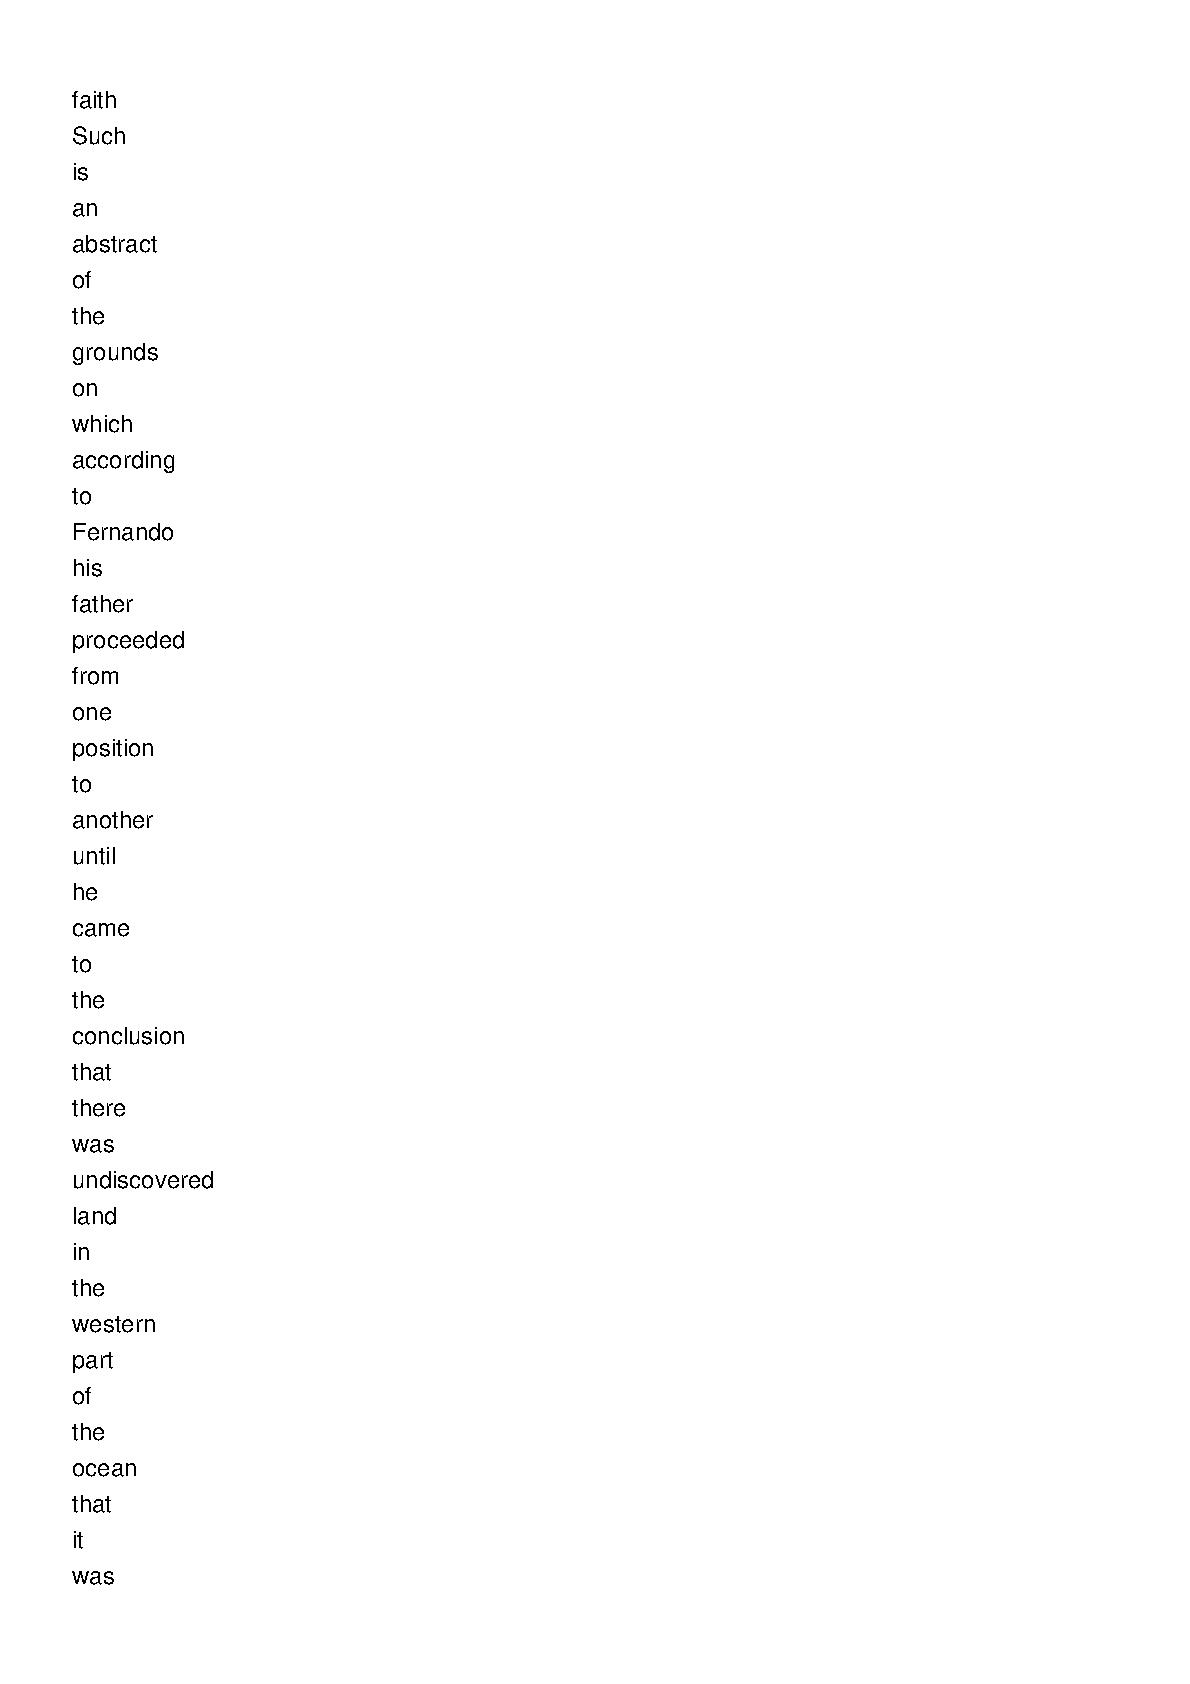 faith
Such
is
an
abstract
of
the
grounds
on
which
according
to
Fernando
his
father
proceeded
from
one
position
to
another
until
he
came
to
the
conclusion
that
there
was
undiscovered
land
in
the
western
part
of
the
ocean
that
it
was